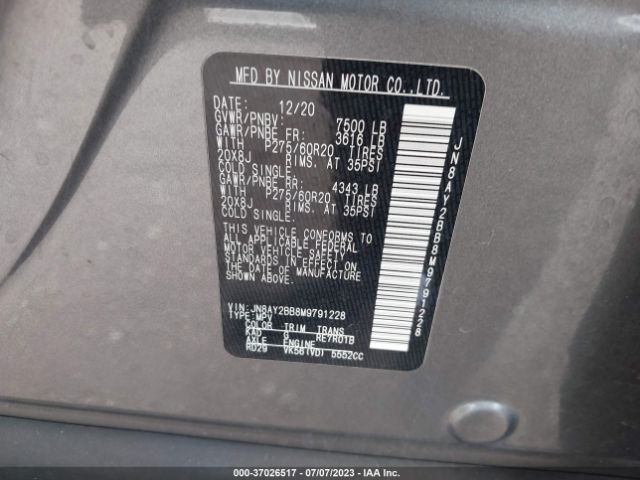 MFD BY NISSAN MOTOR CO.,LTD.
DATE: 12/20
GVWR/PNBV: 7500 LB
GAWR/PNBE FR: 3616 LB
WITH P275/60R20 TIRES
20X8J RIMS. AT 35PSI
COLD SINGLE.
GAWR/PNBE RR: 4343 LB
WITH P275/60R20 TIRES
20X8J RIMS. AT 35PSI
COLD SINGLE.
THIS VEHICLE CONFORMS TO
ALL APPLICABLE FEDERAL
MOTOR VEHICLE SAFETY
STANDARDS IN EFFECT ON
THE DATE OF MANUFACTURE
SHOWN ABOVE.
VIN: JN8AY2BB8M9791228
TYPE: MPV
COLOR TRIM TRANS
KAD G RE7R01B
AXLE ENGINE
RD29 VK56(VD) 5552CC
JN8AY2BB8M9791228
000-37026517 - 07/07/2023 - IAA Inc.